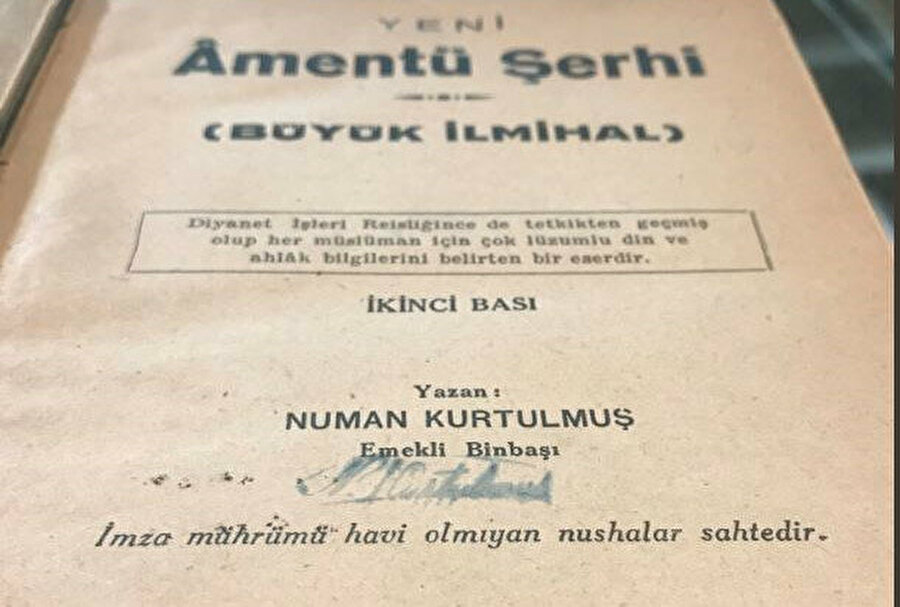 YENİ
Âmentü Şerhi
(BÜYÜK İLMİHAL)
Diyanet İşleri Reisliğince de tetkikten geçmiş
olup her müslüman için çok lüzumlu din ve
ahlâk bilgilerini belirten bir eserdir.
İKİNCİ BASI
Yazan :
NUMAN KURTULMUŞ
Emekli Binbaşı
N. Kurtulmuş
İmza mührümü havi olmıyan nushalar sahtedir.